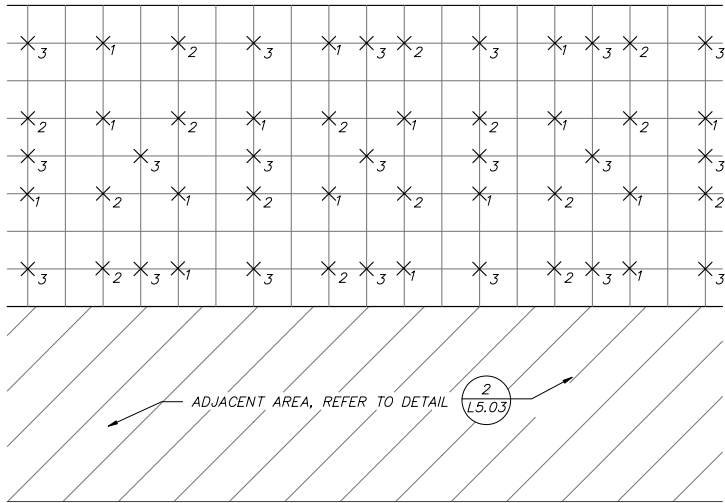 3 1 2 3 1 3 2 3 1 3 2 3
2 1 2 1 2 1 2 1 2 1
3 3 3 3 3 3 3
1 2 1 2 1 2 1 2 1 2
3 2 3 1 3 2 3 1 3 2 3 1 3
ADJACENT AREA, REFER TO DETAIL
2
L5.03